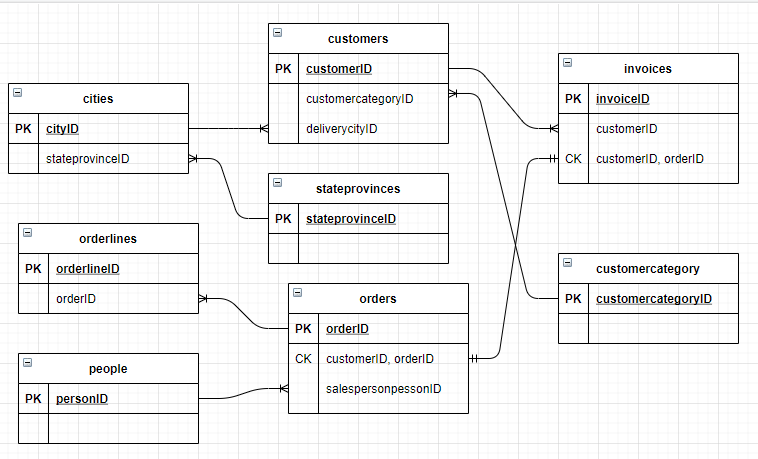 customers
PK customerID
customercategoryID
deliverycityID
invoices
PK invoiceID
customerID
CK customerID, orderID
cities
PK cityID
stateprovinceID
stateprovinces
PK stateprovinceID
orderlines
PK orderlineID
orderID
customercategory
PK customercategoryID
orders
PK orderID
CK customerID, orderID
salespersonpessonID
people
PK personID